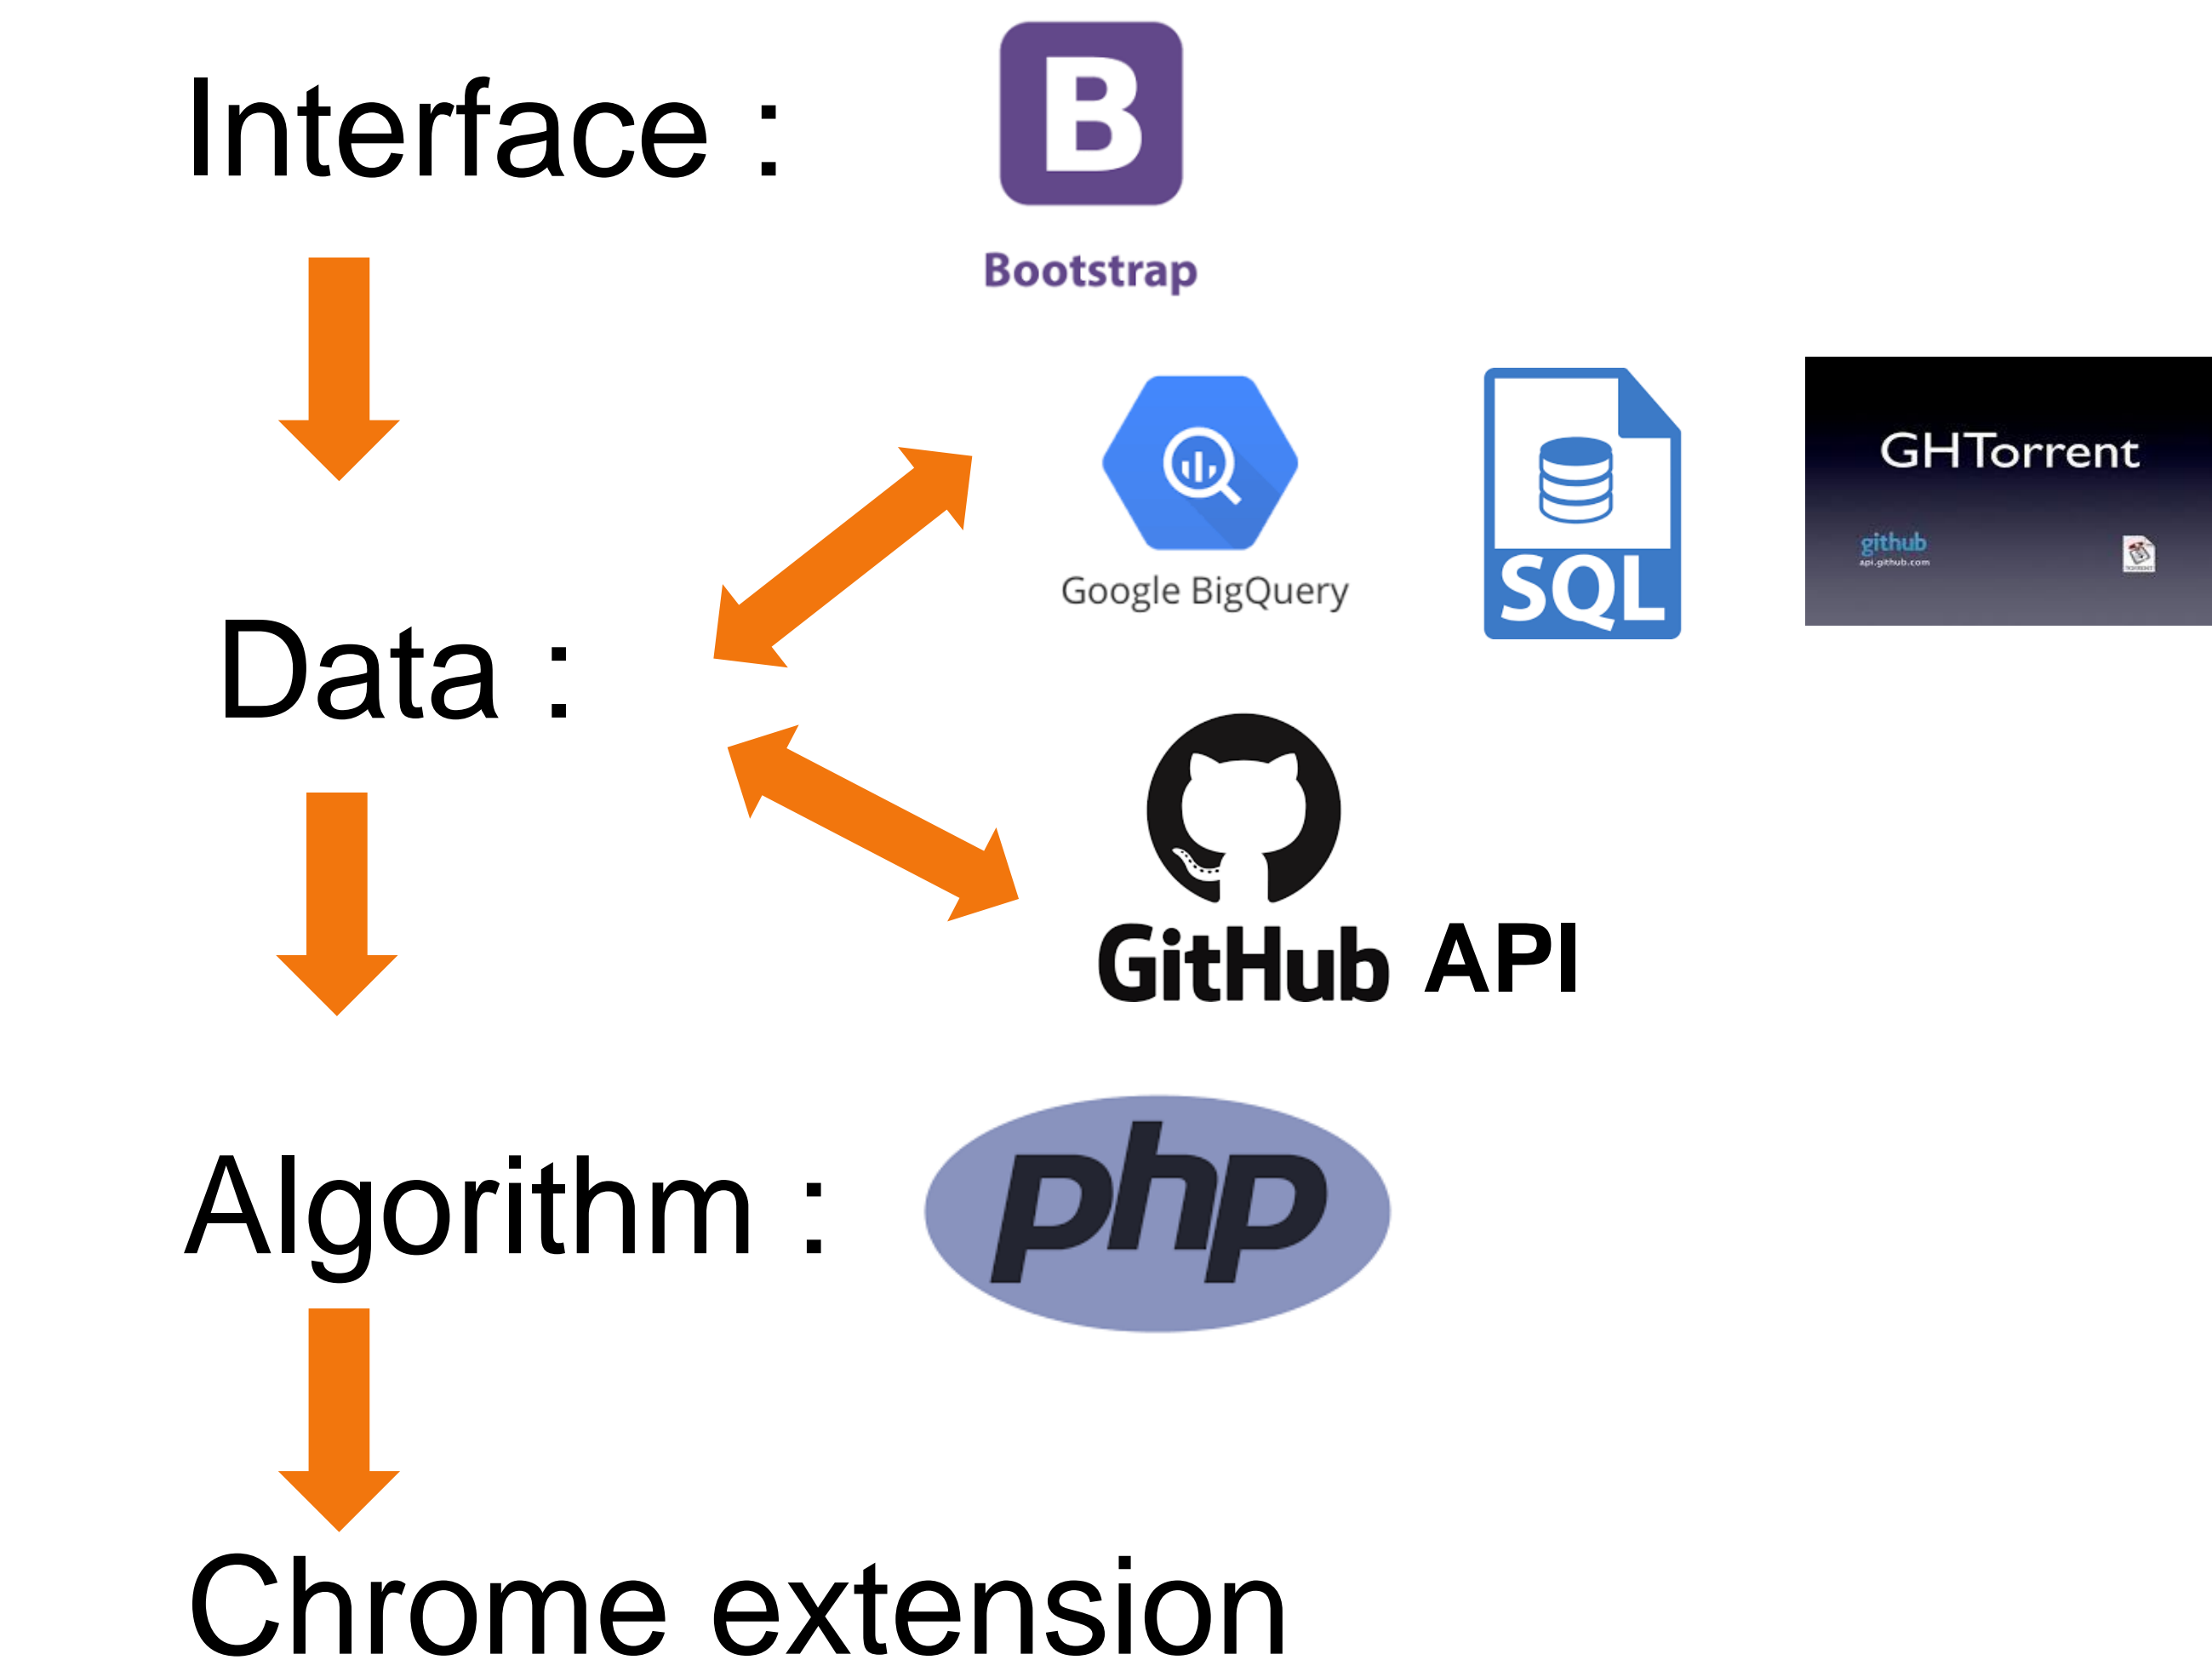 Interface :
B
Bootstrap
Google BigQuery
SQL
GHTorrent
github
api.github.com
Data :
GitHub API
Algorithm :
php
Chrome extension